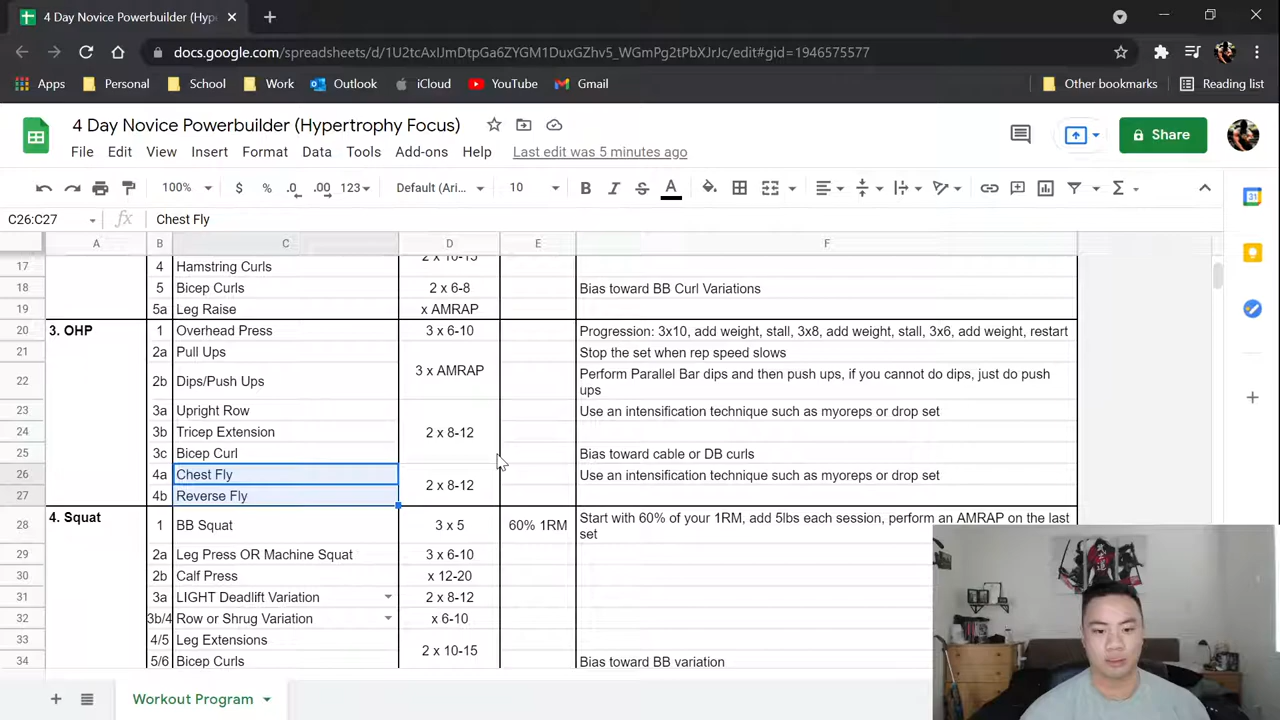 4 Day Novice Powerbuilder (Hyper
docs.google.com/spreadsheets/d/1U2tcAxIJmDtpGa6ZYGM1DuxGZhv5_WGmPg2tPbXJrJc/edit#gid=1946575577
Apps Personal School Work Outlook iCloud YouTube Gmail Other bookmarks Reading list
4 Day Novice Powerbuilder (Hypertrophy Focus)
Share
File Edit View Insert Format Data Tools Add-ons Help Last edit was 5 minutes ago
100% $ % .0 .00 123 Default (Ari... 10 B I S A Σ
C26:C27 fx Chest Fly
A B C D E F
2 x 10-15
17 4 Hamstring Curls
18 5 Bicep Curls 2 x 6-8 Bias toward BB Curl Variations
19 5a Leg Raise x AMRAP
20 3. OHP 1 Overhead Press 3 x 6-10 Progression: 3x10, add weight, stall, 3x8, add weight, stall, 3x6, add weight, restart
21 2a Pull Ups Stop the set when rep speed slows
3 x AMRAP
22 2b Dips/Push Ups Perform Parallel Bar dips and then push ups, if you cannot do dips, just do push
ups
23 3a Upright Row Use an intensification technique such as myoreps or drop set
24 3b Tricep Extension 2 x 8-12
25 3c Bicep Curl Bias toward cable or DB curls
26 4a Chest Fly Use an intensification technique such as myoreps or drop set
2 x 8-12
27 4b Reverse Fly
4. Squat
28 1 BB Squat 3 x 5 60% 1RM Start with 60% of your 1RM, add 5lbs each session, perform an AMRAP on the last
set
29 2a Leg Press OR Machine Squat 3 x 6-10
30 2b Calf Press x 12-20
31 3a LIGHT Deadlift Variation 2 x 8-12
32 3b/4 Row or Shrug Variation x 6-10
33 4/5 Leg Extensions
2 x 10-15
34 5/6 Bicep Curls Bias toward BB variation
Workout Program